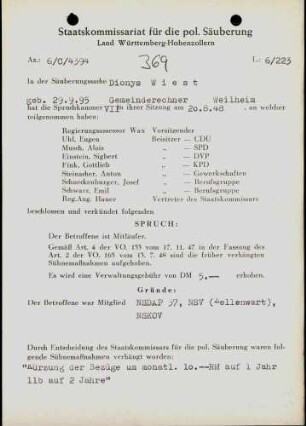 Staatskommissariat für die pol. Säuberung
Land Württemberg-Hohenzollern
Az.: 6/C/4394
369
L: 6/223
In der Säuberungssache Dionys W i e s t
geb. 29.9.95 Gemeinderechner Weilheim
hat die Spruchkammer VII in ihrer Sitzung am 20.8.48 , an welcher
teilgenommen haben:
Regierungsassessor Wax Vorsitzender
Uhl, Eugen Beisitzer — CDU
Musch, Alois „ — SPD
Einstein, Sigbert „ — DVP
Fink, Gottlieb „ — KPD
Steinacher, Anton „ — Gewerkschaften
Schneckenburger, Josef „ — Berufsgruppe
Schwarz, Emil „ — Berufsgruppe
Reg.Ang. Hauer Vertreter des Staatskommissars
beschlossen und verkündet folgenden
SPRUCH:
Der Betroffene ist Mitläufer.
Gemäß Art. 4 der VO. 133 vom 17. 11. 47 in der Fassung des
Art. 2 der VO. 165 vom 13. 7. 48 sind die früher verhängten
Sühnemaßnahmen aufgehoben.
Es wird eine Verwaltungsgebühr von DM 5.— erhoben.
Gründe:
Der Betroffene war Mitglied NSDAP 37, NSV (Zellenwart),
NSKOV
Durch Entscheidung des Staatskommissars für die pol. Säuberung waren fol-
gende Sühnemaßnahmen verhängt worden:
"Kürzung der Bezüge um monatl. 10.--RM auf 1 Jahr
11b auf 2 Jahre"